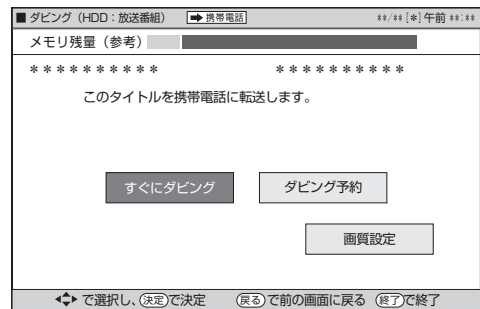 ■ ダビング（HDD：放送番組） ➡携帯電話 **/**[*]午前 **:**
メモリ残量（参考）
********** **********
このタイトルを携帯電話に転送します。
すぐにダビング ダビング予約
画質設定
で選択し、決定で決定 戻るで前の画面に戻る 終了で終了